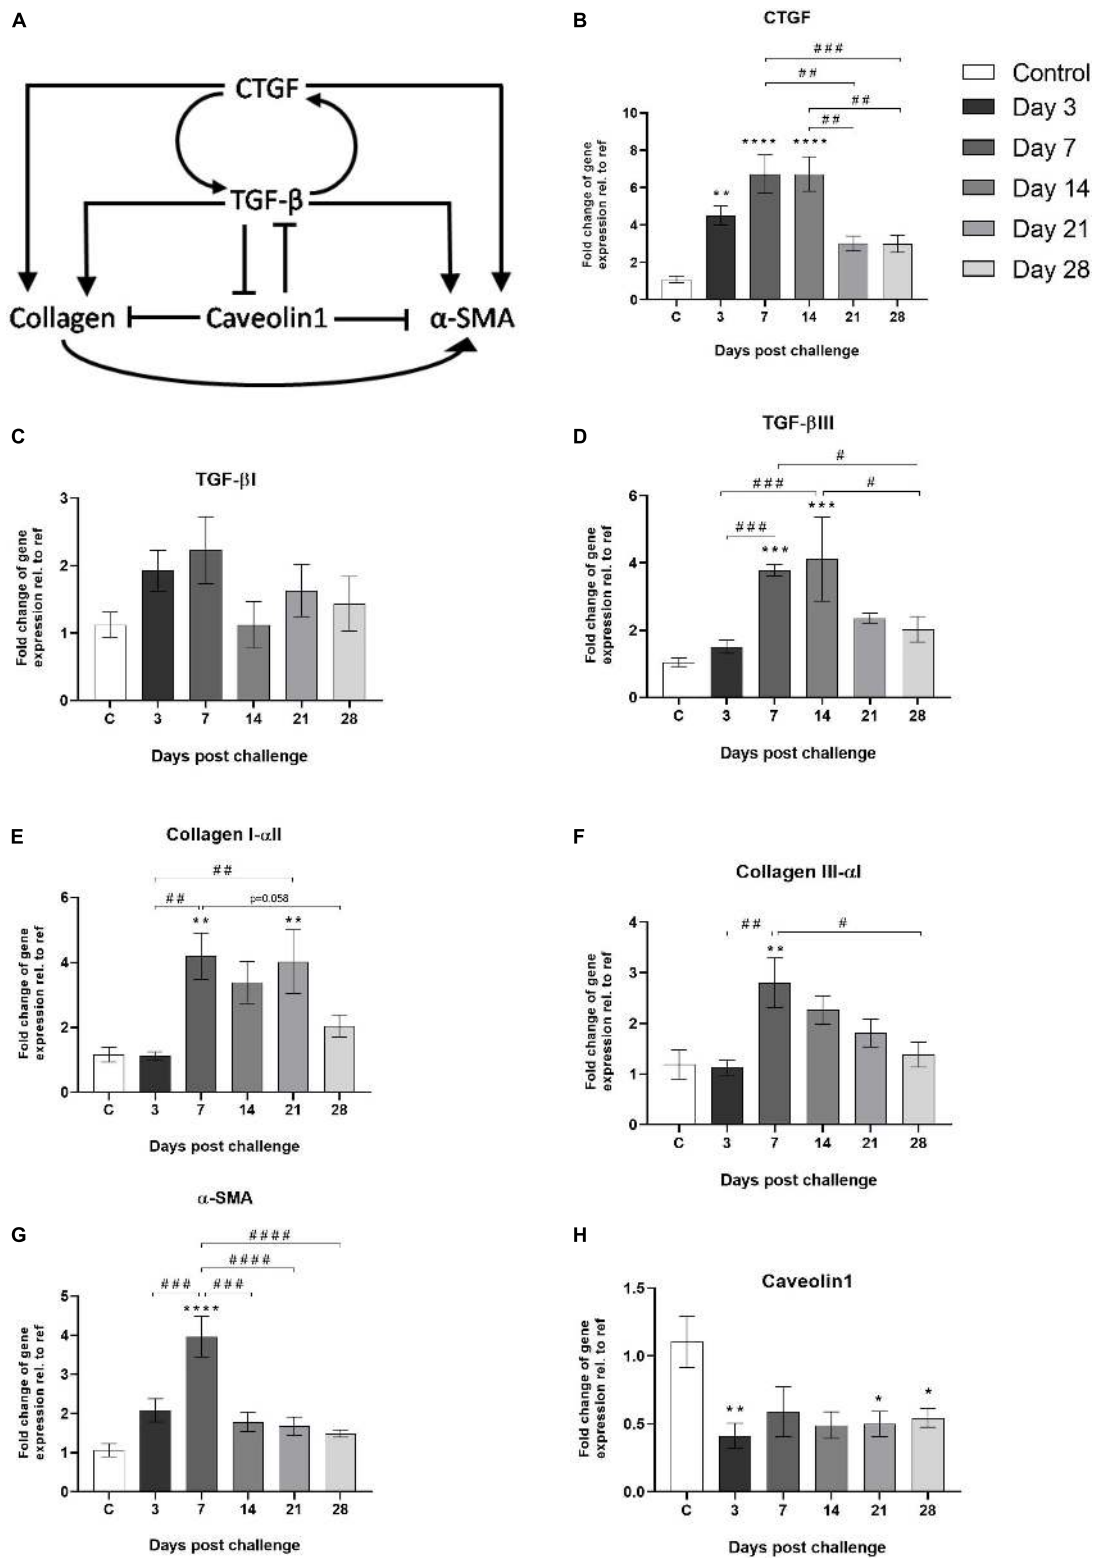 A
CTGF
TGF-β
Collagen
Caveolin1
α-SMA
B
CTGF
###
##
##
##
**
****
****
Fold change of gene
expression rel. to ref
10
8
6
4
2
0
C 3 7 14 21 28
Days post challenge
Control
Day 3
Day 7
Day 14
Day 21
Day 28
C
TGF-βI
Fold change of gene
expression rel. to ref
3
2
1
0
C 3 7 14 21 28
Days post challenge
D
TGF-βIII
#
### #
***
###
***
Fold change of gene
expression rel. to ref
6
4
2
0
C 3 7 14 21 28
Days post challenge
E
Collagen I-αII
##
## p=0.058
** **
Fold change of gene
expression rel. to ref
6
4
2
0
C 3 7 14 21 28
Days post challenge
F
Collagen III-αI
## #
**
Fold change of gene
expression rel. to ref
4
3
2
1
0
C 3 7 14 21 28
Days post challenge
G
α-SMA
####
####
### ###
****
Fold change of gene
expression rel. to ref
5
4
3
2
1
0
C 3 7 14 21 28
Days post challenge
H
Caveolin1
** * *
Fold change of gene
expression rel. to ref
1.5
1.0
0.5
0.0
C 3 7 14 21 28
Days post challenge